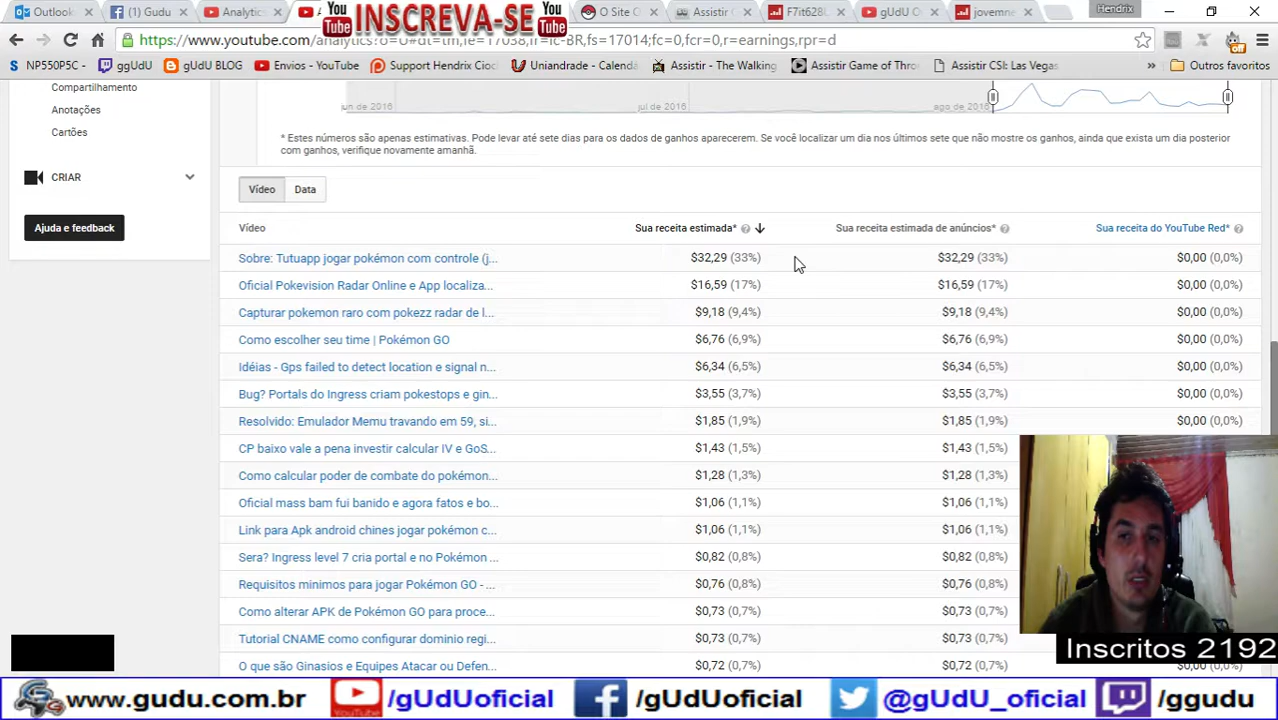 Outlook
(1) Gudu
Analytics
You Tube INSCREVA-SE You Tube
O Site O
Assistir C
F7it628U
gUdU O
jovemne
Hendrix
https://www.youtube.com/analytics?o=U#dt=tm,fe=17038,fr=lc-BR,fs=17014;fc=0,fcr=0,r=earnings,rpr=d
off
NP550P5C -
ggUdU
gUdU BLOG
Envios - YouTube
Support Hendrix Cioc
Uniandrade - Calenda
Assistir - The Walking
Assistir Game of Thro
Assistir CSI: Las Vegas
»
Outros favoritos
Compartilhamento
Anotações
Cartões
CRIAR
Ajuda e feedback
jun de 2016
jul de 2016
ago de 2016
* Estes números são apenas estimativas. Pode levar até sete dias para os dados de ganhos aparecerem. Se você localizar um dia nos últimos sete que não mostre os ganhos, ainda que exista um dia posterior
com ganhos, verifique novamente amanhã.
Vídeo Data
Vídeo Sua receita estimada* Sua receita estimada de anúncios* Sua receita do YouTube Red*
Sobre: Tutuapp jogar pokémon com controle (j... $32,29 (33%) $32,29 (33%) $0,00 (0,0%)
Oficial Pokevision Radar Online e App localiza... $16,59 (17%) $16,59 (17%) $0,00 (0,0%)
Capturar pokemon raro com pokezz radar de l... $9,18 (9,4%) $9,18 (9,4%) $0,00 (0,0%)
Como escolher seu time | Pokémon GO $6,76 (6,9%) $6,76 (6,9%) $0,00 (0,0%)
Idéias - Gps failed to detect location e signal n... $6,34 (6,5%) $6,34 (6,5%) $0,00 (0,0%)
Bug? Portals do Ingress criam pokestops e gin... $3,55 (3,7%) $3,55 (3,7%) $0,00 (0,0%)
Resolvido: Emulador Memu travando em 59, si... $1,85 (1,9%) $1,85 (1,9%) $0,00 (0,0%)
CP baixo vale a pena investir calcular IV e GoS... $1,43 (1,5%) $1,43 (1,5%)
Como calcular poder de combate do pokémon... $1,28 (1,3%) $1,28 (1,3%)
Oficial mass bam fui banido e agora fatos e bo... $1,06 (1,1%) $1,06 (1,1%)
Link para Apk android chines jogar pokémon c... $1,06 (1,1%) $1,06 (1,1%)
Sera? Ingress level 7 cria portal e no Pokémon ... $0,82 (0,8%) $0,82 (0,8%)
Requisitos minimos para jogar Pokémon GO - ... $0,76 (0,8%) $0,76 (0,8%)
Como alterar APK de Pokémon GO para proce... $0,73 (0,7%) $0,73 (0,7%)
Tutorial CNAME como configurar dominio regi... $0,73 (0,7%) $0,73 (0,7%)
O que são Ginasios e Equipes Atacar ou Defen... $0,72 (0,7%) $0,72 (0,7%) $0,00 (0,0%)
Inscritos 2192
www.gudu.com.br
YouTube
/gUdUoficial
/gUdUoficial
@gUdU_oficial
/ggudu